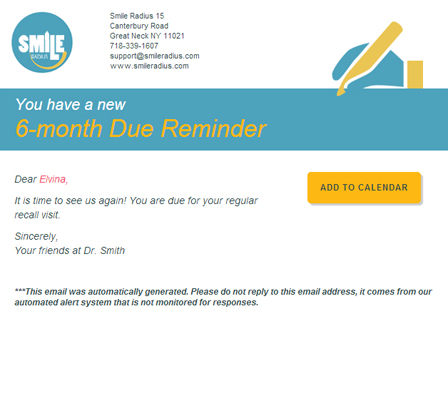 SMILE
RADIUS
Smile Radius 15
Canterbury Road
Great Neck NY 11021
718-339-1607
support@smileradius.com
www.smileradius.com
You have a new
6-month Due Reminder
Dear Elvina,
ADD TO CALENDAR
It is time to see us again! You are due for your regular
recall visit.
Sincerely,
Your friends at Dr. Smith
***This email was automatically generated. Please do not reply to this email address, it comes from our
automated alert system that is not monitored for responses.